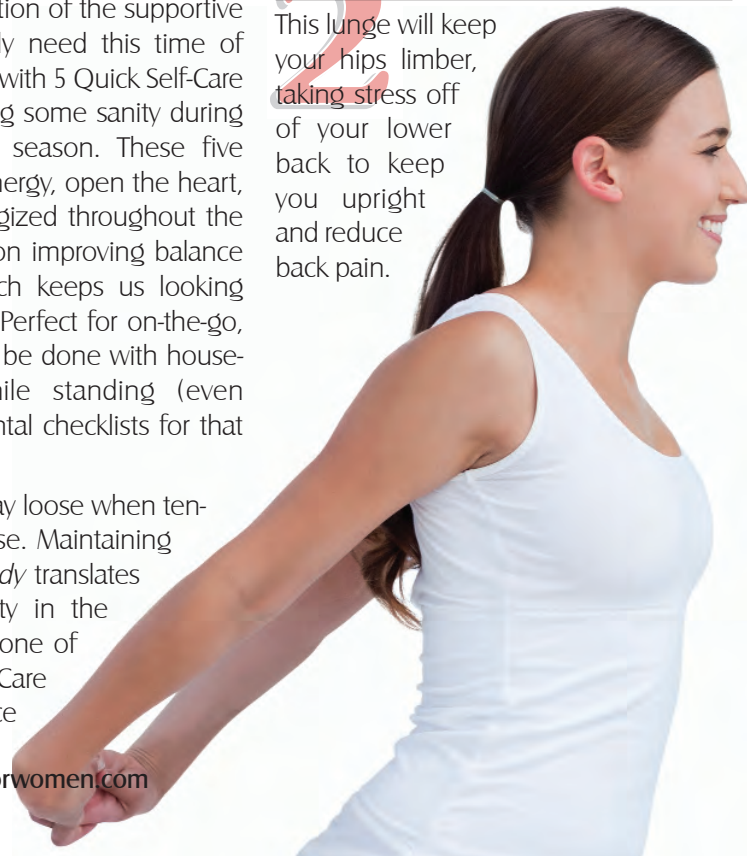 tion of the supportive
ly need this time of
with 5 Quick Self-Care
g some sanity during
season. These five
nergy, open the heart,
gized throughout the
on improving balance
ch keeps us looking
Perfect for on-the-go,
be done with house-
ile standing (even
ntal checklists for that
ay loose when ten-
se. Maintaining
dy translates
ty in the
one of
Care
ce
orwomen.com
2
This lunge will keep
your hips limber,
taking stress off
of your lower
back to keep
you upright
and reduce
back pain.